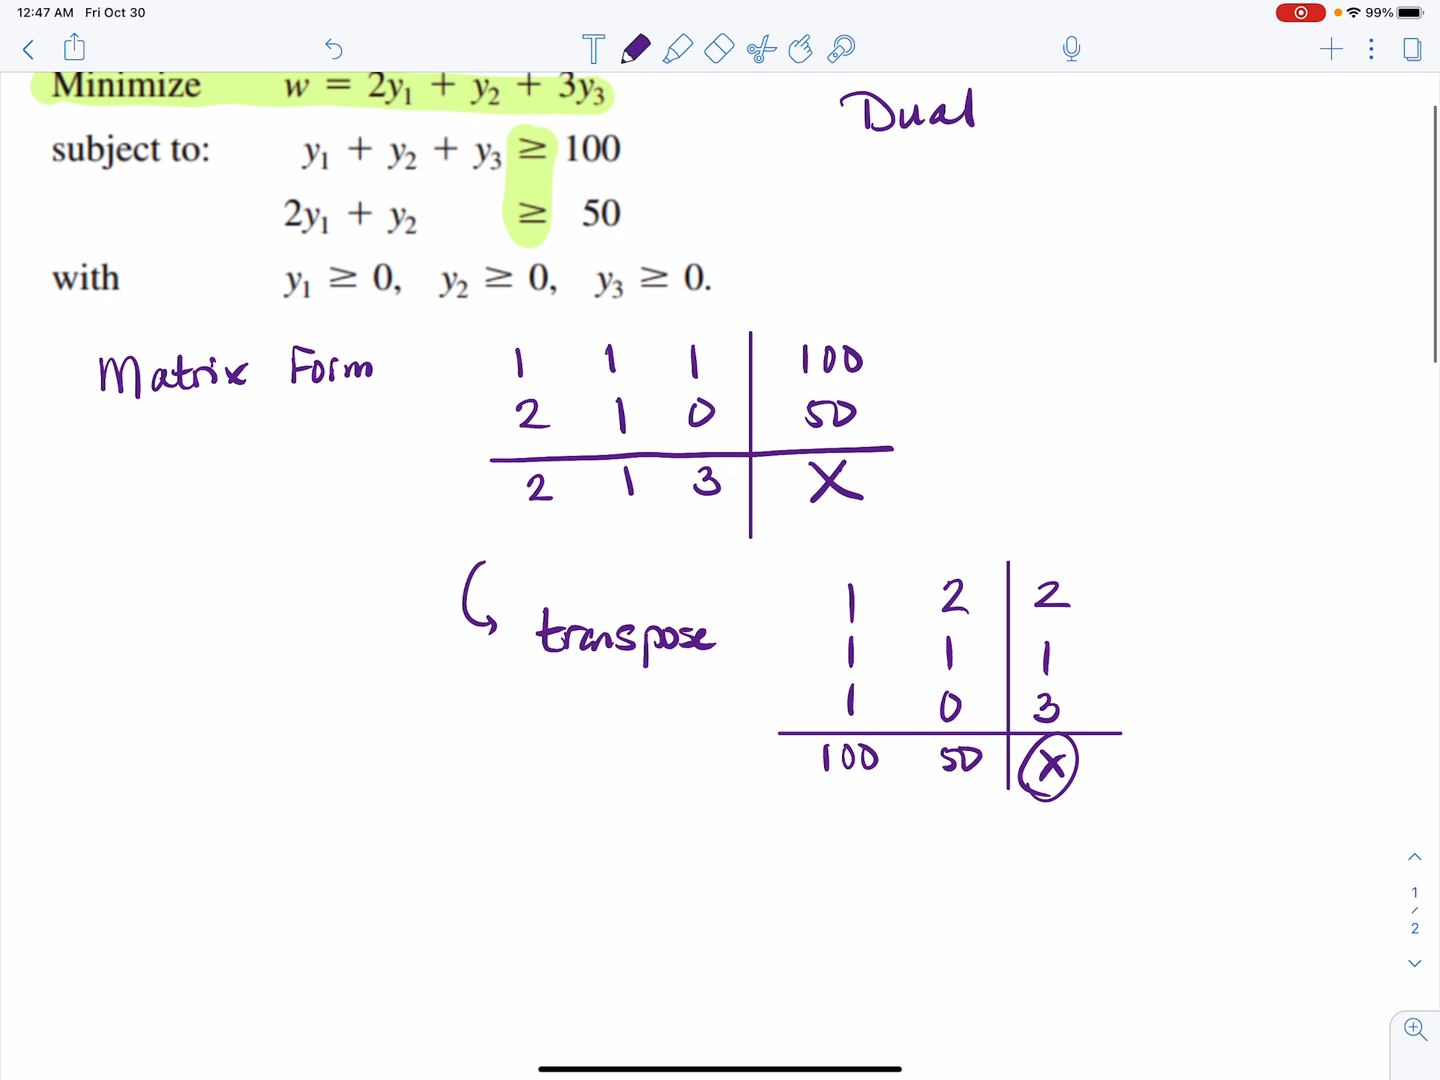 12:47 AM Fri Oct 30 99%
Minimize w = 2y₁ + y₂ + 3y₃
Dual
subject to: y₁ + y₂ + y₃ ≥ 100
2y₁ + y₂ ≥ 50
with y₁ ≥ 0, y₂ ≥ 0, y₃ ≥ 0.
Matrix Form
1 1 1 | 100
2 1 0 | 50
2 1 3 | X
transpose
1 2 | 2
1 1 | 1
1 0 | 3
100 50 | X
1
/
2